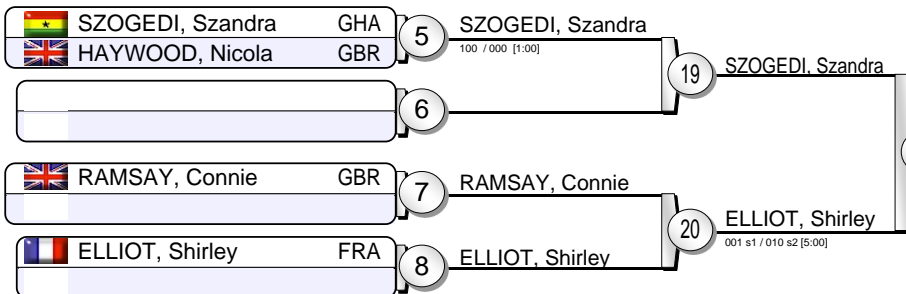 SZOGEDI, Szandra GHA
HAYWOOD, Nicola GBR
5
SZOGEDI, Szandra
100 / 000 [1:00]
6
19
SZOGEDI, Szandra
RAMSAY, Connie GBR
7
RAMSAY, Connie
ELLIOT, Shirley FRA
8
ELLIOT, Shirley
20
ELLIOT, Shirley
001 s1 / 010 s2 [5:00]